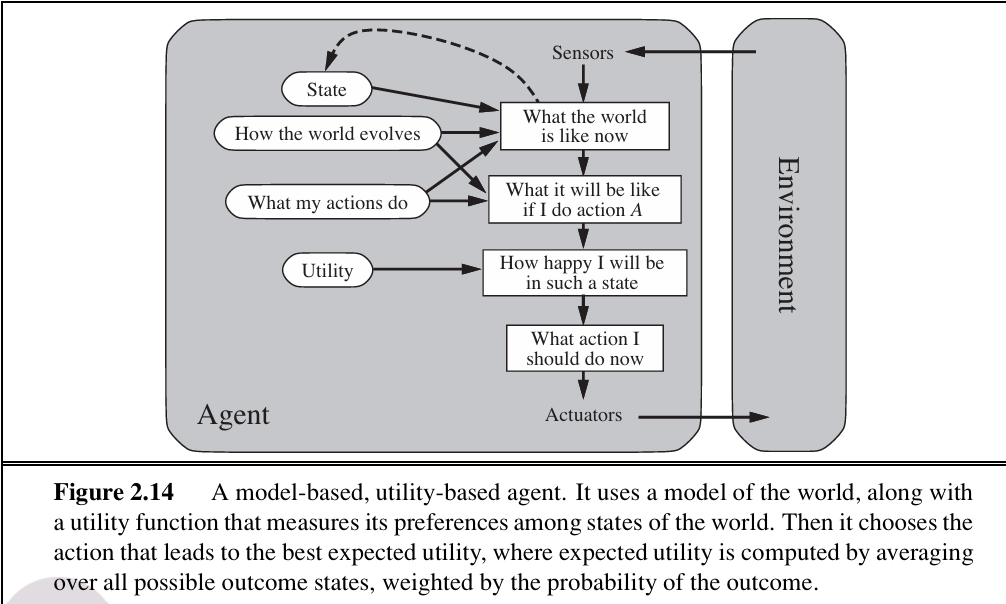 Sensors
State
What the world
is like now
How the world evolves
What it will be like
if I do action A
What my actions do
How happy I will be
in such a state
Utility
What action I
should do now
Agent
Actuators
Environment
Figure 2.14 A model-based, utility-based agent. It uses a model of the world, along with
a utility function that measures its preferences among states of the world. Then it chooses the
action that leads to the best expected utility, where expected utility is computed by averaging
over all possible outcome states, weighted by the probability of the outcome.